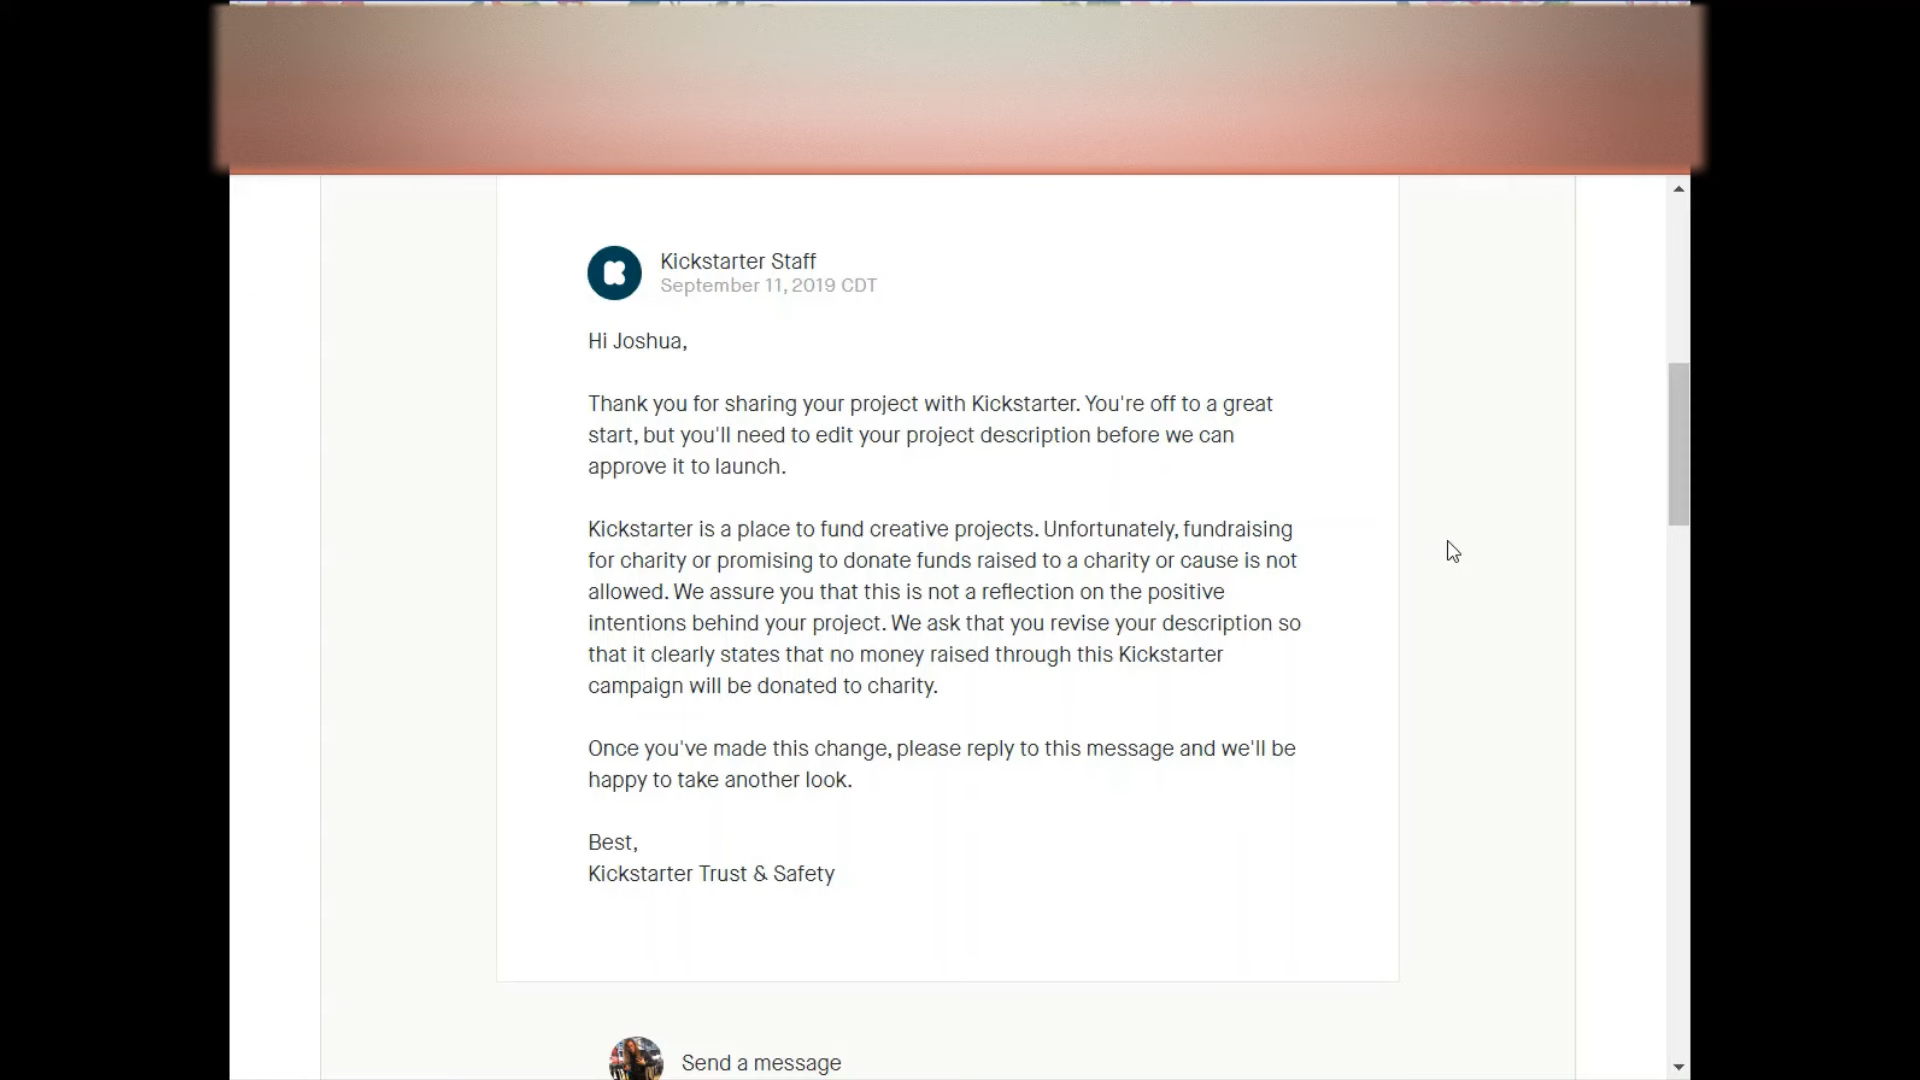 Kickstarter Staff
September 11, 2019 CDT
Hi Joshua,
Thank you for sharing your project with Kickstarter. You're off to a great
start, but you'll need to edit your project description before we can
approve it to launch.
Kickstarter is a place to fund creative projects. Unfortunately, fundraising
for charity or promising to donate funds raised to a charity or cause is not
allowed. We assure you that this is not a reflection on the positive
intentions behind your project. We ask that you revise your description so
that it clearly states that no money raised through this Kickstarter
campaign will be donated to charity.
Once you've made this change, please reply to this message and we'll be
happy to take another look.
Best,
Kickstarter Trust & Safety
Send a message